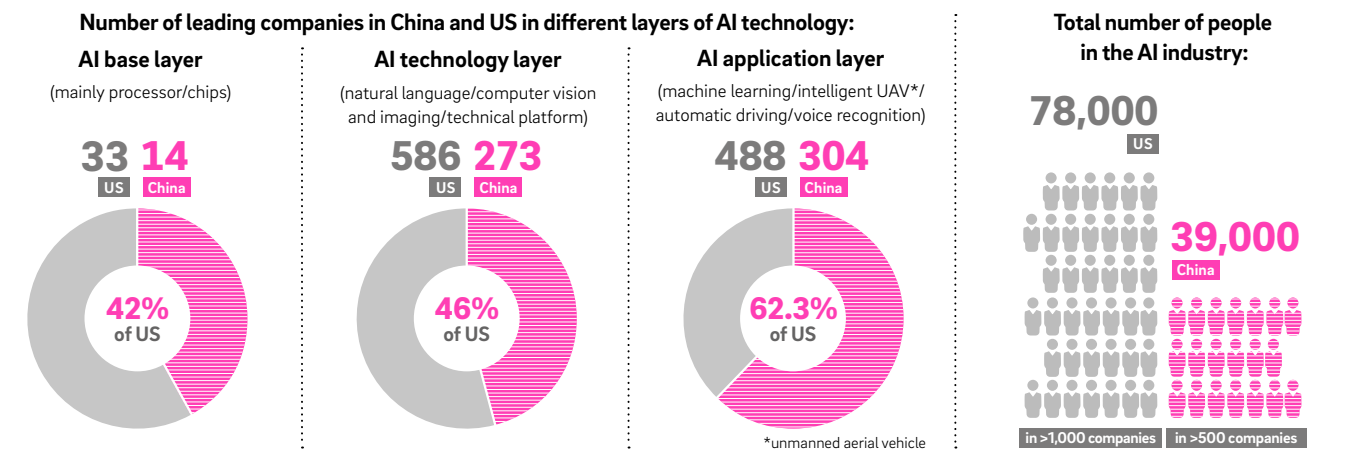 Number of leading companies in China and US in different layers of AI technology:
AI base layer
(mainly processor/chips)
33 14
US China
42%
of US
AI technology layer
(natural language/computer vision
and imaging/technical platform)
586 273
US China
46%
of US
AI application layer
(machine learning/intelligent UAV*/
automatic driving/voice recognition)
488 304
US China
62.3%
of US
*unmanned aerial vehicle
Total number of people
in the AI industry:
78,000
US
39,000
China
in >1,000 companies
in >500 companies